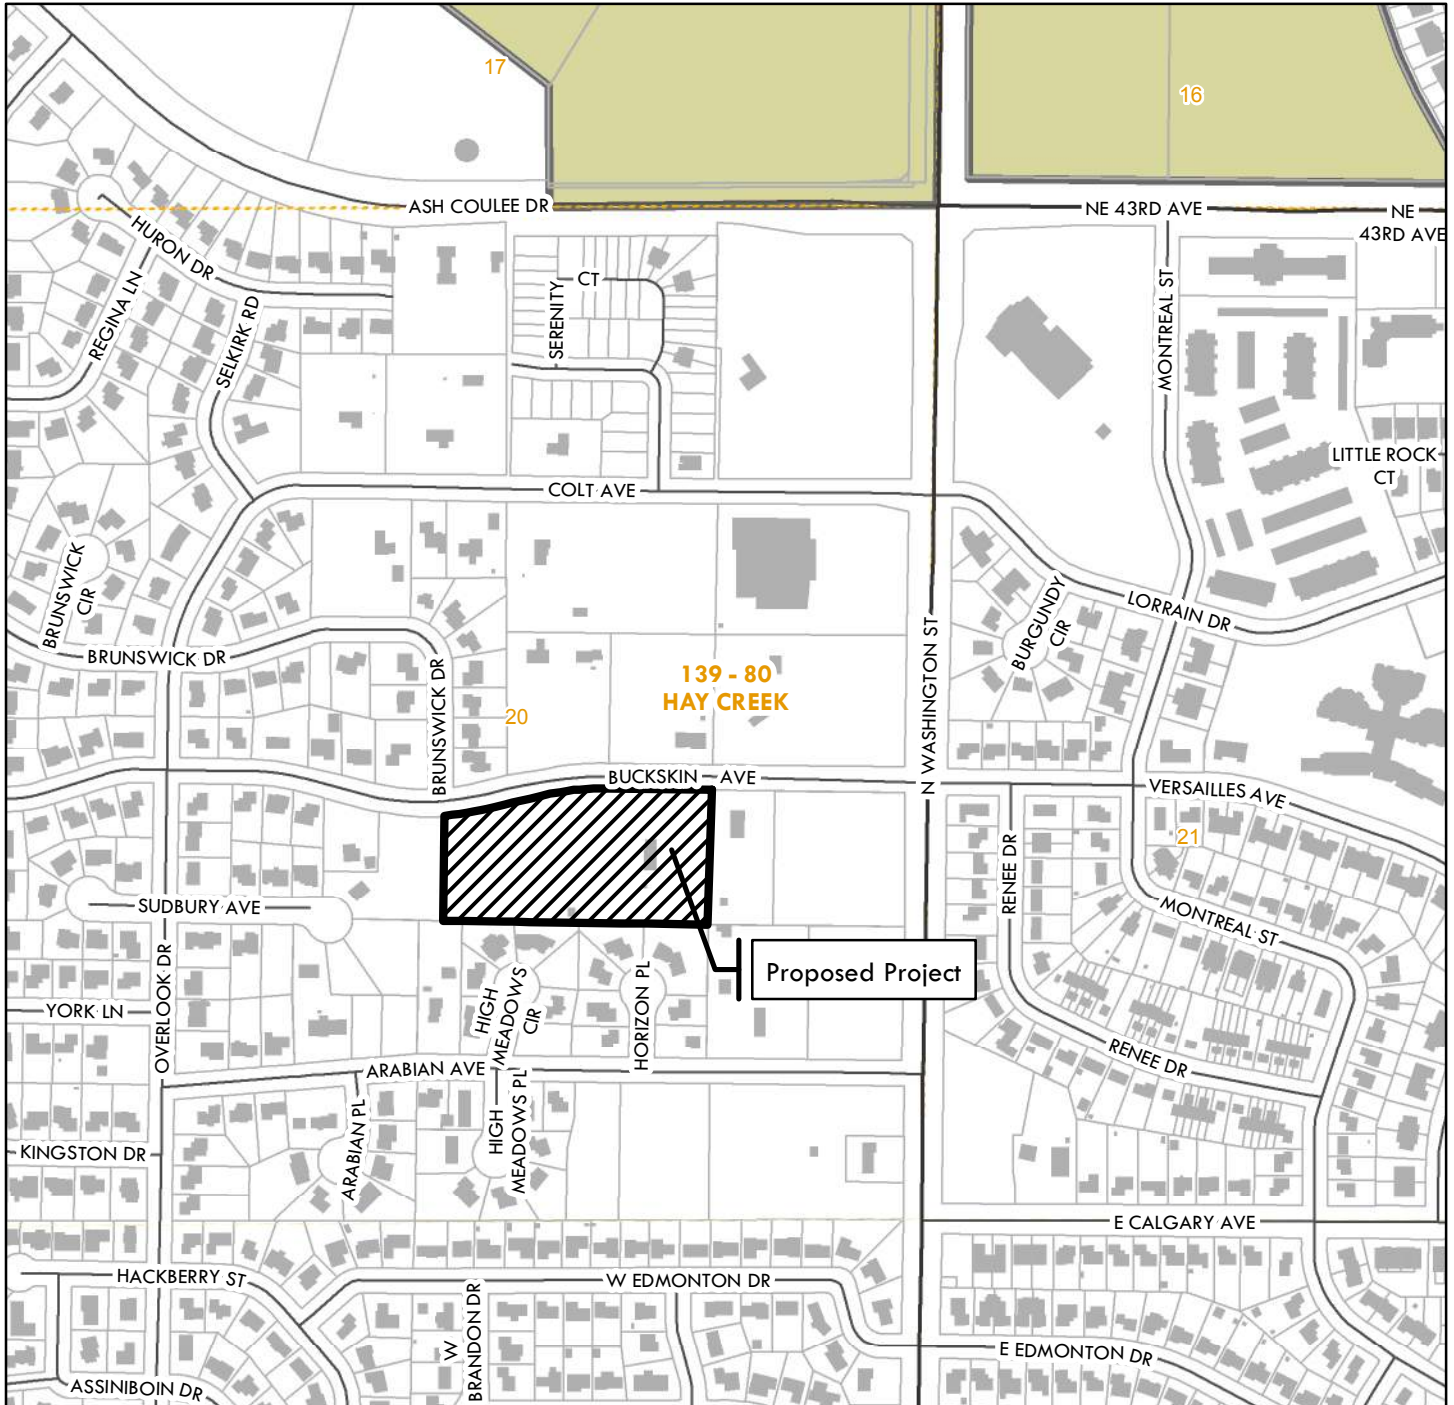 17
16
ASH COULEE DR
NE 43RD AVE
NE
43RD AVE
HURON DR
REGINA LN
SELKIRK RD
SERENITY
CT
MONTREAL ST
LITTLE ROCK
CT
COLT AVE
BRUNSWICK
CIR
BURGUNDY
CIR
LORRAIN DR
BRUNSWICK DR
BRUNSWICK DR
139 - 80
HAY CREEK
20
N WASHINGTON ST
BUCKSKIN AVE
VERSAILLES AVE
21
RENEE DR
SUDBURY AVE
MONTREAL ST
OVERLOOK DR
Proposed Project
HIGH
MEADOWS
CIR
HORIZON PL
YORK LN
RENEE DR
ARABIAN AVE
ARABIAN PL
HIGH
MEADOWS PL
KINGSTON DR
E CALGARY AVE
HACKBERRY ST
W EDMONTON DR
W
BRANDON DR
E EDMONTON DR
ASSINIBOIN DR